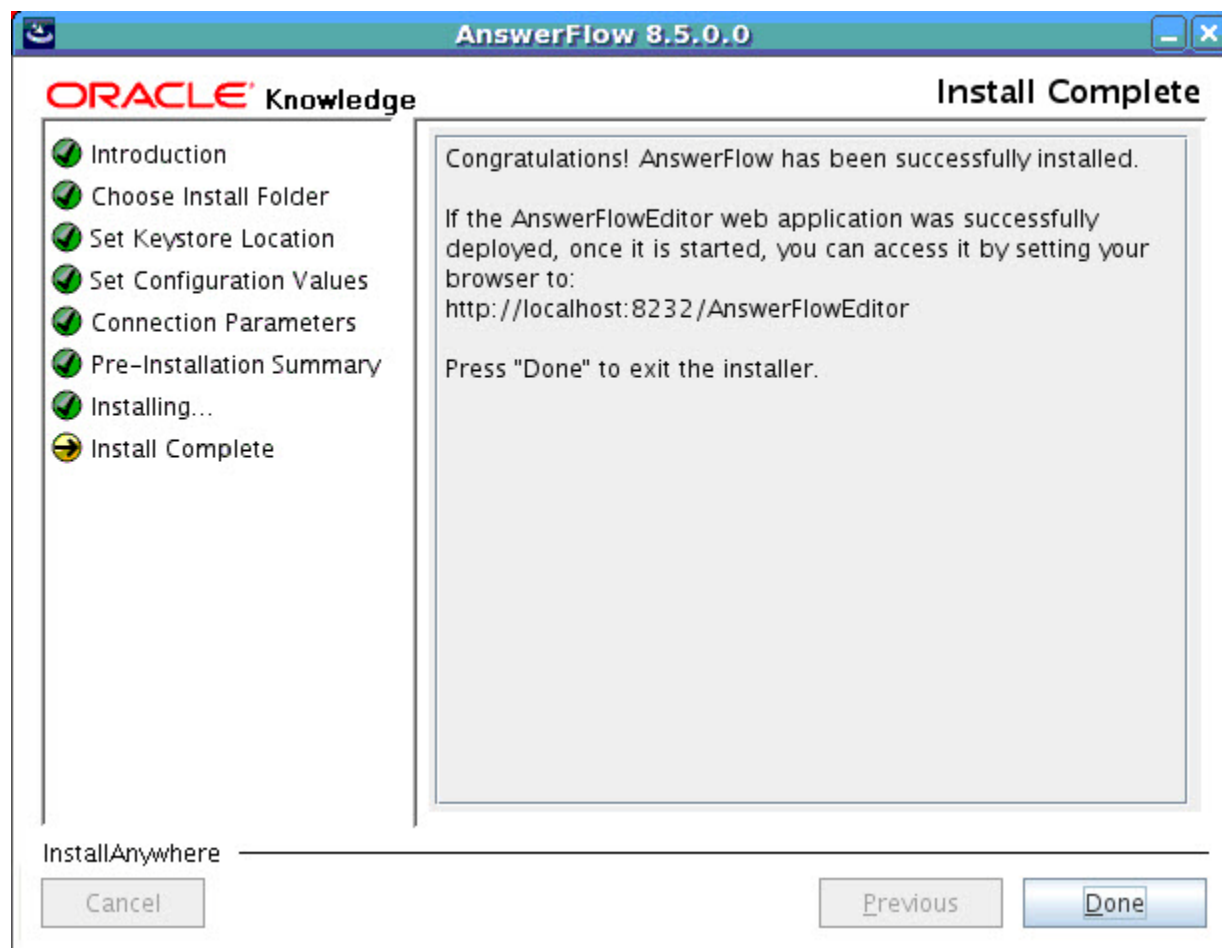 AnswerFlow 8.5.0.0
ORACLE Knowledge
Install Complete
Introduction
Choose Install Folder
Set Keystore Location
Set Configuration Values
Connection Parameters
Pre-Installation Summary
Installing...
Install Complete
Congratulations! AnswerFlow has been successfully installed.
If the AnswerFlowEditor web application was successfully
deployed, once it is started, you can access it by setting your
browser to:
http://localhost:8232/AnswerFlowEditor
Press "Done" to exit the installer.
InstallAnywhere
Cancel
Previous
Done